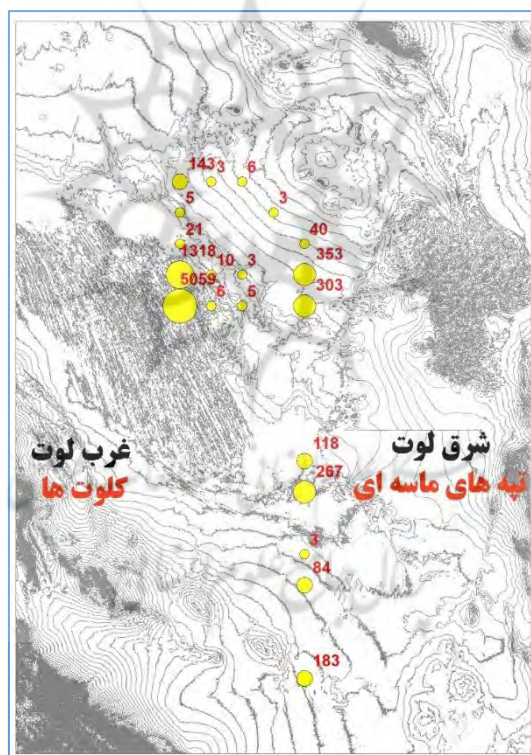 143 3 6
5 3
21 40
1318 10 3 353
5059 6 5 303
118
غرب لوت
کلوت ها
شرق لوت
تپه های ماسه ای
267
3
84
183